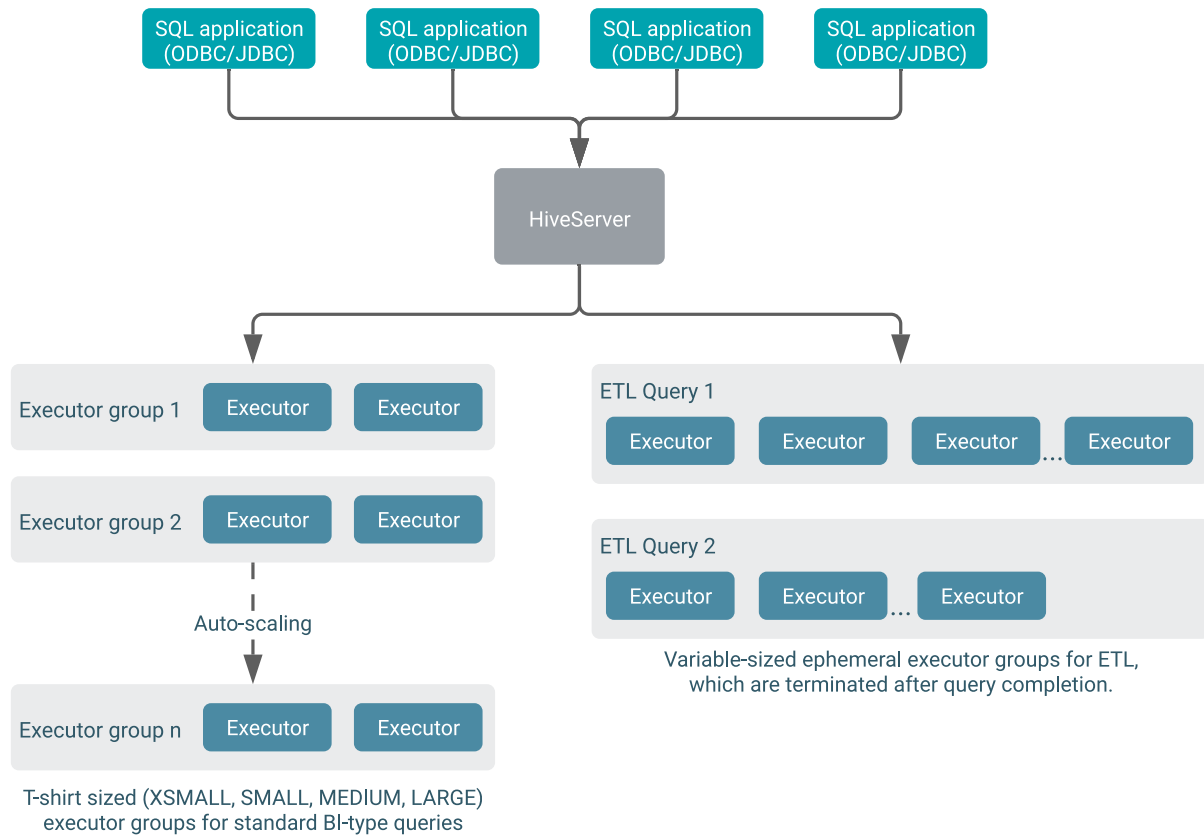 SQL application
(ODBC/JDBC)
SQL application
(ODBC/JDBC)
SQL application
(ODBC/JDBC)
SQL application
(ODBC/JDBC)
HiveServer
Executor group 1
Executor
Executor
Executor group 2
Executor
Executor
Auto-scaling
Executor group n
Executor
Executor
T-shirt sized (XSMALL, SMALL, MEDIUM, LARGE)
executor groups for standard BI-type queries
ETL Query 1
Executor
Executor
Executor
...
Executor
ETL Query 2
Executor
Executor
...
Executor
Variable-sized ephemeral executor groups for ETL,
which are terminated after query completion.